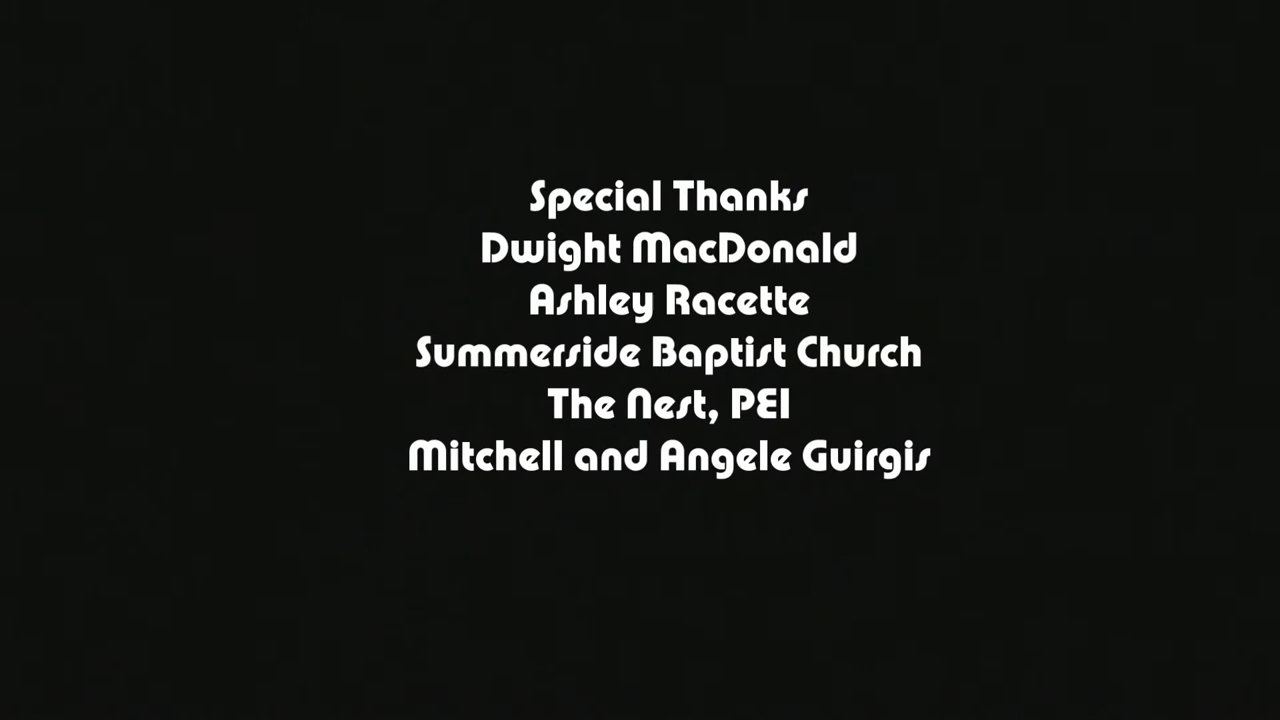 Special Thanks
Dwight MacDonald
Ashley Racette
Summerside Baptist Church
The Nest, PEI
Mitchell and Angele Guirgis